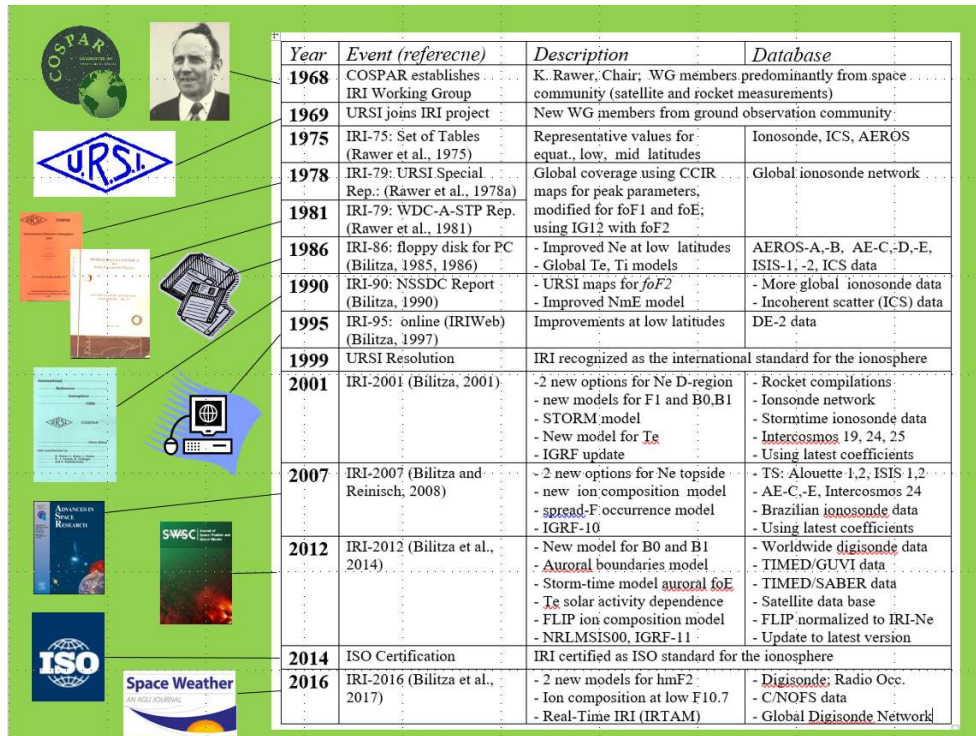 COSPAR
U.R.S.I.
URSI COSPAR
International
Reference
Ionosphere
URSI COSPAR
ADVANCES IN
SPACE
RESEARCH
SWSC Journal of
Space Weather and
Space Climate
ISO
Space Weather
AN AGU JOURNAL
Year Event (referecne) Description Database
1968 COSPAR establishes K. Rawer, Chair; WG members predominantly from space
IRI Working Group community (satellite and rocket measurements)
1969 URSI joins IRI project New WG members from ground observation community
1975 IRI-75: Set of Tables Representative values for Ionosonde, ICS, AEROS
(Rawer et al., 1975) equat., low, mid latitudes
1978 IRI-79: URSI Special Global coverage using CCIR Global ionosonde network
Rep.: (Rawer et al., 1978a) maps for peak parameters,
1981 IRI-79: WDC-A-STP Rep. modified for foF1 and foE;
(Rawer et al., 1981) using IG12 with foF2
1986 IRI-86: floppy disk for PC - Improved Ne at low latitudes AEROS-A,-B, AE-C,-D,-E,
(Bilitza, 1985, 1986) - Global Te, Ti models ISIS-1, -2, ICS data
1990 IRI-90: NSSDC Report - URSI maps for foF2 - More global ionosonde data
(Bilitza, 1990) - Improved NmE model - Incoherent scatter (ICS) data
1995 IRI-95: online (IRIWeb) Improvements at low latitudes DE-2 data
(Bilitza, 1997)
1999 URSI Resolution IRI recognized as the international standard for the ionosphere
2001 IRI-2001 (Bilitza, 2001) -2 new options for Ne D-region - Rocket compilations
- new models for F1 and B0,B1 - Ionsonde network
- STORM model - Stormtime ionosonde data
- New model for Te - Intercosmos 19, 24, 25
- IGRF update - Using latest coefficients
2007 IRI-2007 (Bilitza and - 2 new options for Ne topside - TS: Alouette 1,2, ISIS 1,2
Reinisch, 2008) - new ion composition model - AE-C,-E, Intercosmos 24
- spread-F occurrence model - Brazilian ionosonde data
- IGRF-10 - Using latest coefficients
2012 IRI-2012 (Bilitza et al., - New model for B0 and B1 - Worldwide digisonde data
2014) - Auroral boundaries model - TIMED/GUVI data
- Storm-time model auroral foE - TIMED/SABER data
- Te solar activity dependence - Satellite data base
- FLIP ion composition model - FLIP normalized to IRI-Ne
- NRLMSIS00, IGRF-11 - Update to latest version
2014 ISO Certification IRI certified as ISO standard for the ionosphere
2016 IRI-2016 (Bilitza et al., - 2 new models for hmF2 - Digisonde; Radio Occ.
2017) - Ion composition at low F10.7 - C/NOFS data
- Real-Time IRI (IRTAM) - Global Digisonde Network